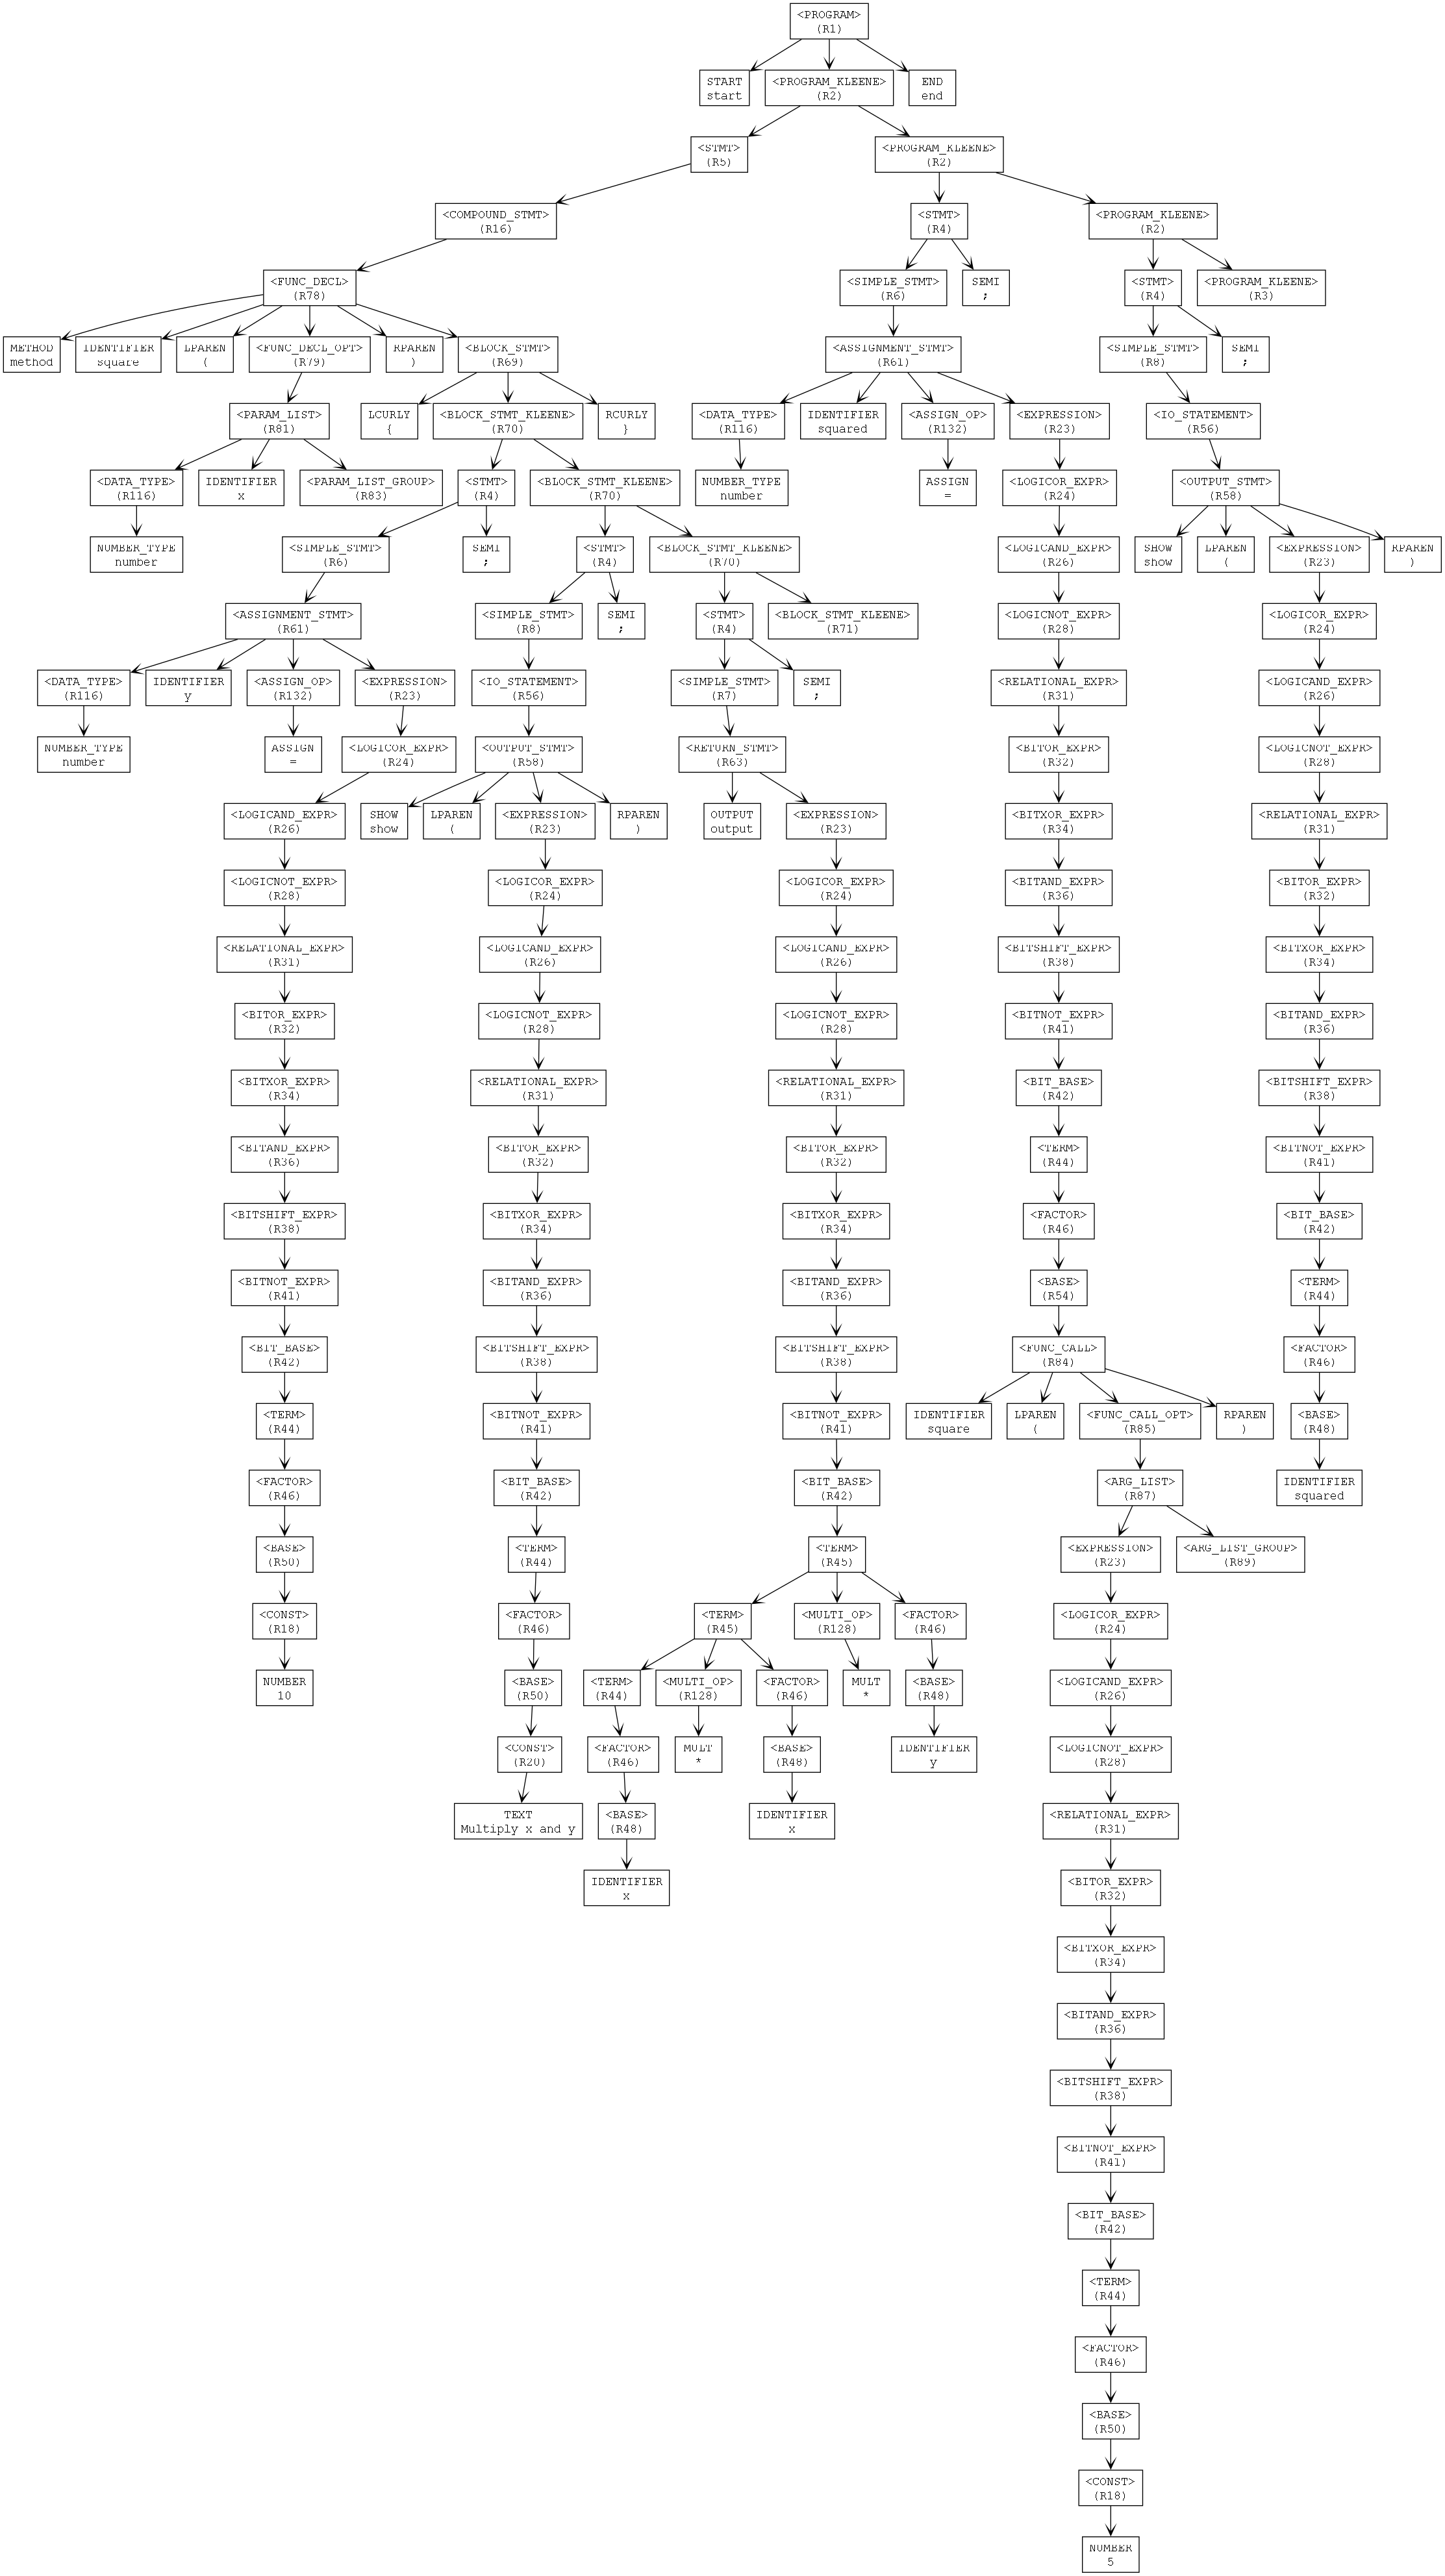 <PROGRAM>
(R1)
START
start
<PROGRAM_KLEENE>
(R2)
END
end
<STMT>
(R5)
<PROGRAM_KLEENE>
(R2)
<COMPOUND_STMT>
(R16)
<STMT>
(R4)
<PROGRAM_KLEENE>
(R2)
<FUNC_DECL>
(R78)
<SIMPLE_STMT>
(R6)
SEMI
;
<STMT>
(R4)
<PROGRAM_KLEENE>
(R3)
METHOD
method
IDENTIFIER
square
LPAREN
(
<FUNC_DECL_OPT>
(R79)
RPAREN
)
<BLOCK_STMT>
(R69)
<ASSIGNMENT_STMT>
(R61)
<SIMPLE_STMT>
(R8)
SEMI
;
<PARAM_LIST>
(R81)
LCURLY
{
<BLOCK_STMT_KLEENE>
(R70)
RCURLY
}
<DATA_TYPE>
(R116)
IDENTIFIER
squared
<ASSIGN_OP>
(R132)
<EXPRESSION>
(R23)
<IO_STATEMENT>
(R56)
<DATA_TYPE>
(R116)
IDENTIFIER
x
<PARAM_LIST_GROUP>
(R83)
<STMT>
(R4)
<BLOCK_STMT_KLEENE>
(R70)
NUMBER_TYPE
number
ASSIGN
=
<LOGICOR_EXPR>
(R24)
<OUTPUT_STMT>
(R58)
NUMBER_TYPE
number
<SIMPLE_STMT>
(R6)
SEMI
;
<STMT>
(R4)
<BLOCK_STMT_KLEENE>
(R70)
<LOGICAND_EXPR>
(R26)
SHOW
show
LPAREN
(
<EXPRESSION>
(R23)
RPAREN
)
<ASSIGNMENT_STMT>
(R61)
<SIMPLE_STMT>
(R8)
SEMI
;
<STMT>
(R4)
<BLOCK_STMT_KLEENE>
(R71)
<LOGICNOT_EXPR>
(R28)
<LOGICOR_EXPR>
(R24)
<DATA_TYPE>
(R116)
IDENTIFIER
y
<ASSIGN_OP>
(R132)
<EXPRESSION>
(R23)
<IO_STATEMENT>
(R56)
<SIMPLE_STMT>
(R7)
SEMI
;
<RELATIONAL_EXPR>
(R31)
<LOGICAND_EXPR>
(R26)
NUMBER_TYPE
number
ASSIGN
=
<LOGICOR_EXPR>
(R24)
<OUTPUT_STMT>
(R58)
<RETURN_STMT>
(R63)
<BITOR_EXPR>
(R32)
<LOGICNOT_EXPR>
(R28)
<LOGICAND_EXPR>
(R26)
SHOW
show
LPAREN
(
<EXPRESSION>
(R23)
RPAREN
)
OUTPUT
output
<EXPRESSION>
(R23)
<BITXOR_EXPR>
(R34)
<RELATIONAL_EXPR>
(R31)
<LOGICNOT_EXPR>
(R28)
<LOGICOR_EXPR>
(R24)
<LOGICOR_EXPR>
(R24)
<BITAND_EXPR>
(R36)
<BITOR_EXPR>
(R32)
<RELATIONAL_EXPR>
(R31)
<LOGICAND_EXPR>
(R26)
<LOGICAND_EXPR>
(R26)
<BITSHIFT_EXPR>
(R38)
<BITXOR_EXPR>
(R34)
<BITOR_EXPR>
(R32)
<LOGICNOT_EXPR>
(R28)
<LOGICNOT_EXPR>
(R28)
<BITNOT_EXPR>
(R41)
<BITAND_EXPR>
(R36)
<BITXOR_EXPR>
(R34)
<RELATIONAL_EXPR>
(R31)
<RELATIONAL_EXPR>
(R31)
<BIT_BASE>
(R42)
<BITSHIFT_EXPR>
(R38)
<BITAND_EXPR>
(R36)
<BITOR_EXPR>
(R32)
<BITOR_EXPR>
(R32)
<TERM>
(R44)
<BITNOT_EXPR>
(R41)
<BITSHIFT_EXPR>
(R38)
<BITXOR_EXPR>
(R34)
<BITXOR_EXPR>
(R34)
<FACTOR>
(R46)
<BIT_BASE>
(R42)
<BITNOT_EXPR>
(R41)
<BITAND_EXPR>
(R36)
<BITAND_EXPR>
(R36)
<BASE>
(R54)
<TERM>
(R44)
<BIT_BASE>
(R42)
<BITSHIFT_EXPR>
(R38)
<BITSHIFT_EXPR>
(R38)
<FUNC_CALL>
(R84)
<FACTOR>
(R46)
<TERM>
(R44)
<BITNOT_EXPR>
(R41)
<BITNOT_EXPR>
(R41)
IDENTIFIER
square
LPAREN
(
<FUNC_CALL_OPT>
(R85)
RPAREN
)
<BASE>
(R48)
<FACTOR>
(R46)
<BIT_BASE>
(R42)
<BIT_BASE>
(R42)
<ARG_LIST>
(R87)
IDENTIFIER
squared
<BASE>
(R50)
<TERM>
(R44)
<TERM>
(R45)
<EXPRESSION>
(R23)
<ARG_LIST_GROUP>
(R89)
<CONST>
(R18)
<FACTOR>
(R46)
<TERM>
(R45)
<MULTI_OP>
(R128)
<FACTOR>
(R46)
<LOGICOR_EXPR>
(R24)
NUMBER
10
<BASE>
(R50)
<TERM>
(R44)
<MULTI_OP>
(R128)
<FACTOR>
(R46)
MULT
*
<BASE>
(R48)
<LOGICAND_EXPR>
(R26)
<CONST>
(R20)
<FACTOR>
(R46)
MULT
*
<BASE>
(R48)
IDENTIFIER
y
<LOGICNOT_EXPR>
(R28)
TEXT
Multiply x and y
<BASE>
(R48)
IDENTIFIER
x
<RELATIONAL_EXPR>
(R31)
IDENTIFIER
x
<BITOR_EXPR>
(R32)
<BITXOR_EXPR>
(R34)
<BITAND_EXPR>
(R36)
<BITSHIFT_EXPR>
(R38)
<BITNOT_EXPR>
(R41)
<BIT_BASE>
(R42)
<TERM>
(R44)
<FACTOR>
(R46)
<BASE>
(R50)
<CONST>
(R18)
NUMBER
5